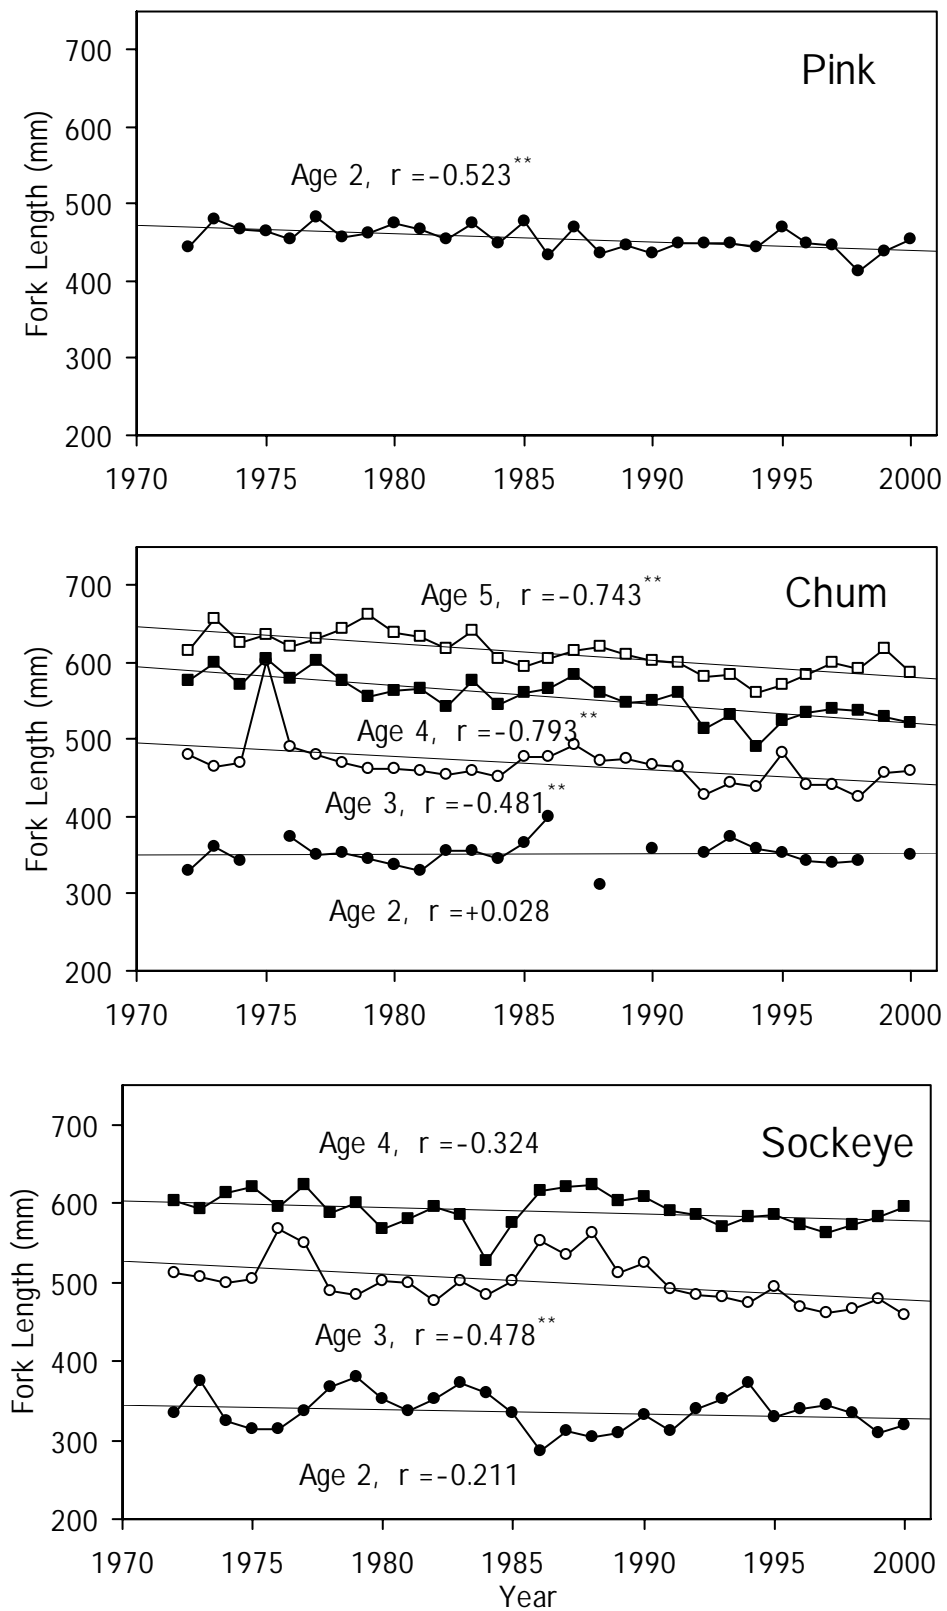 700
Pink
Fork Length (mm)
600
Age 2, r =-0.523**
500
400
300
200
1970 1975 1980 1985 1990 1995 2000
700
Age 5, r =-0.743**
Chum
Fork Length (mm)
600
Age 4, r =-0.793**
500
Age 3, r =-0.481**
400
300
Age 2, r =+0.028
200
1970 1975 1980 1985 1990 1995 2000
700
Age 4, r =-0.324
Sockeye
Fork Length (mm)
600
500
Age 3, r =-0.478**
400
300
Age 2, r =-0.211
200
1970 1975 1980 1985 1990 1995 2000
Year